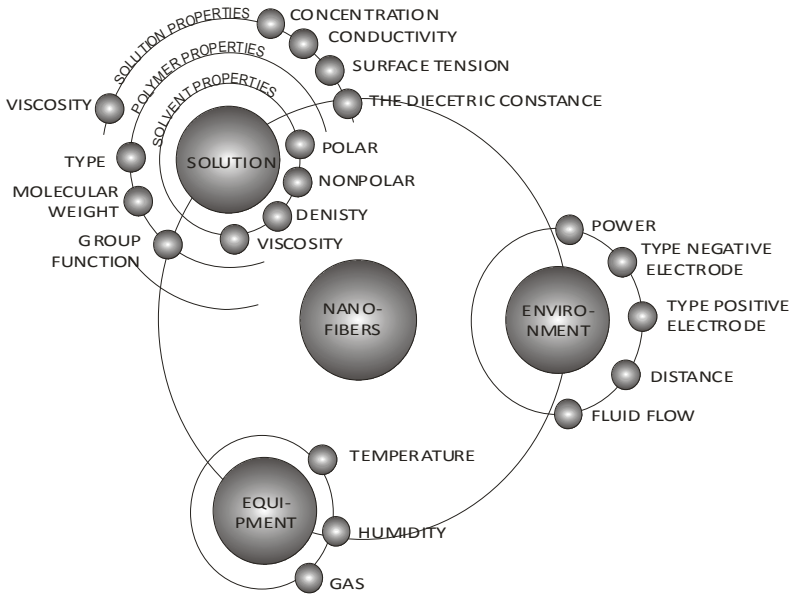 SOLUTION PROPERTIES
CONCENTRATION
CONDUCTIVITY
SURFACE TENSION
THE DIECETRIC CONSTANCE
VISCOSITY
POLYMER PROPERTIES
TYPE
MOLECULAR
WEIGHT
GROUP
FUNCTION
SOLVENT PROPERTIES
POLAR
NONPOLAR
DENISTY
VISCOSITY
SOLUTION
NANO-
FIBERS
ENVIRO-
NMENT
POWER
TYPE NEGATIVE
ELECTRODE
TYPE POSITIVE
ELECTRODE
DISTANCE
FLUID FLOW
EQUI-
PMENT
TEMPERATURE
HUMIDITY
GAS